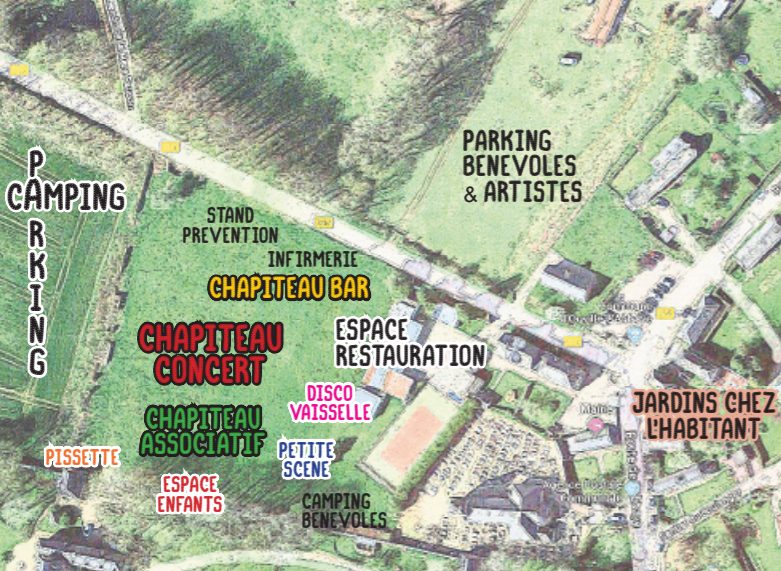 PARKING
BENEVOLES
& ARTISTES
PARKING
CAMPING
STAND
PREVENTION
INFIRMERIE
CHAPITEAU BAR
CHAPITEAU
CONCERT
ESPACE
RESTAURATION
DISCO
VAISSELLE
JARDINS CHEZ
L'HABITANT
CHAPITEAU
ASSOCIATIF
PISSETTE
PETITE
SCENE
ESPACE
ENFANTS
CAMPING
BENEVOLES
Mairie